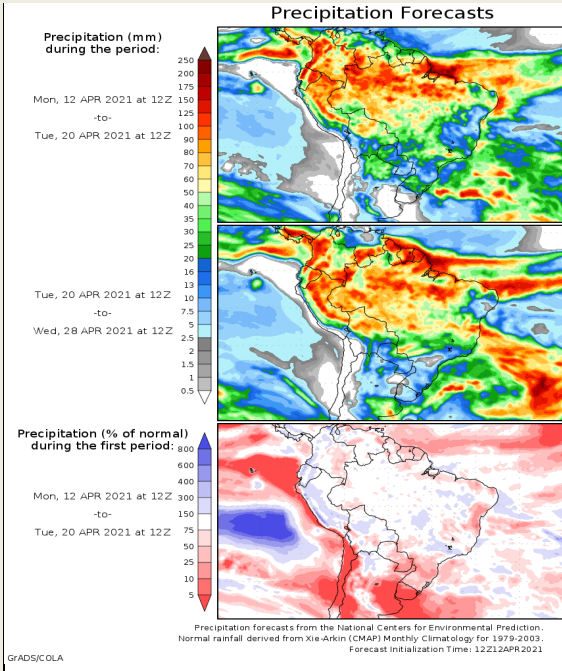 Precipitation Forecasts
Precipitation (mm)
during the period:
Mon, 12 APR 2021 at 12Z
-to-
Tue, 20 APR 2021 at 12Z
250
200
175
150
125
100
90
80
70
60
50
40
35
30
25
20
16
13
10
7.5
5
2.5
2
1.5
1
0.5
Tue, 20 APR 2021 at 12Z
-to-
Wed, 28 APR 2021 at 12Z
Precipitation (% of normal)
during the first period:
Mon, 12 APR 2021 at 12Z
-to-
Tue, 20 APR 2021 at 12Z
800
600
400
300
150
75
50
25
10
5
Precipitation forecasts from the National Centers for Environmental Prediction.
Normal rainfall derived from Xie-Arkin (CMAP) Monthly Climatology for 1979-2003.
Forecast Initialization Time: 12Z12APR2021
GrADS/COLA